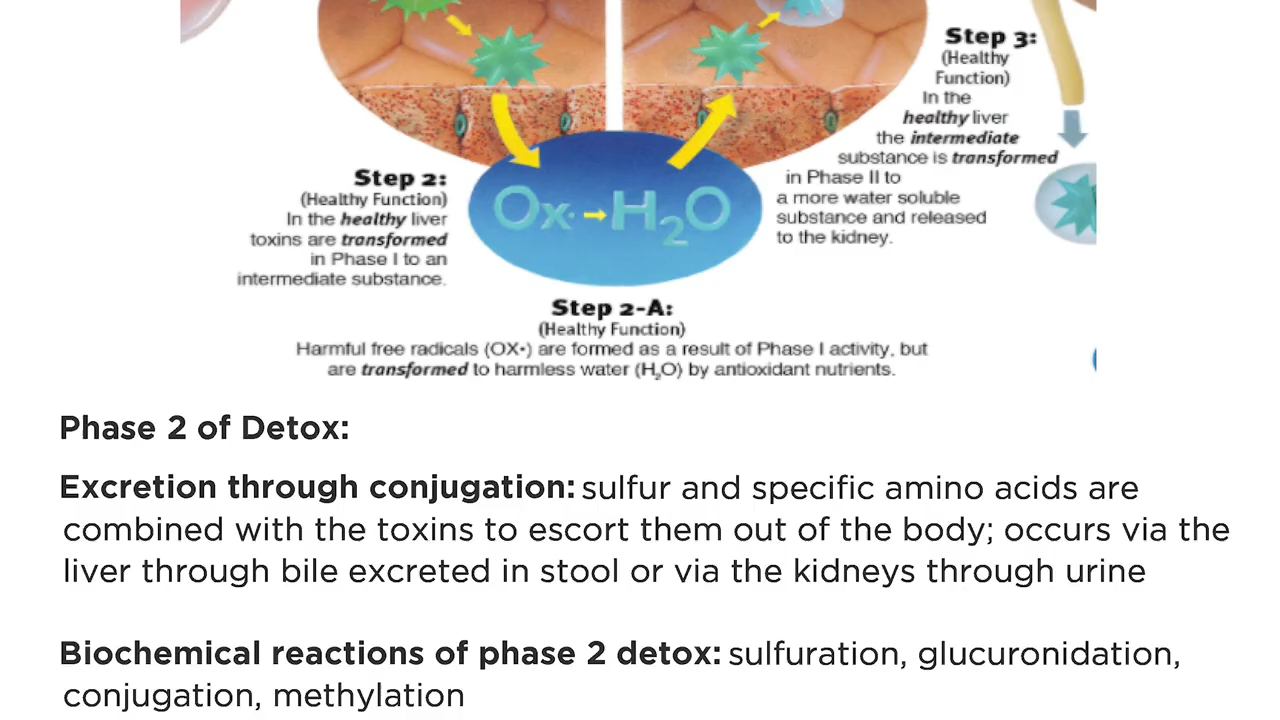 Step 3:
(Healthy
Function)
In the
healthy liver
the intermediate
substance is transformed
in Phase II to
a more water soluble
substance and released
to the kidney.
Step 2:
(Healthy Function)
In the healthy liver
toxins are transformed
in Phase I to an
intermediate substance.
Ox· H₂O
Step 2-A:
(Healthy Function)
Harmful free radicals (OX•) are formed as a result of Phase I activity, but
are transformed to harmless water (H₂O) by antioxidant nutrients.
Phase 2 of Detox:
Excretion through conjugation: sulfur and specific amino acids are
combined with the toxins to escort them out of the body; occurs via the
liver through bile excreted in stool or via the kidneys through urine
Biochemical reactions of phase 2 detox: sulfuration, glucuronidation,
conjugation, methylation